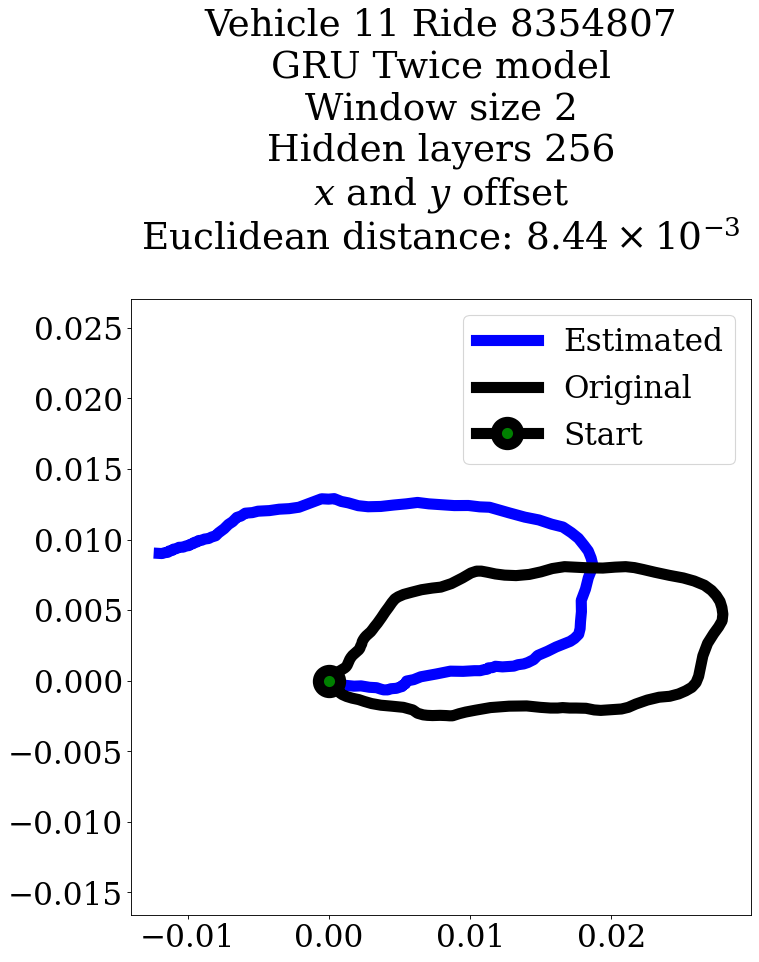 Vehicle 11 Ride 8354807
GRU Twice model
Window size 2
Hidden layers 256
x and y offset
Euclidean distance: 8.44 × 10⁻³
Estimated
Original
Start
0.025
0.020
0.015
0.010
0.005
0.000
−0.005
−0.010
−0.015
−0.01 0.00 0.01 0.02